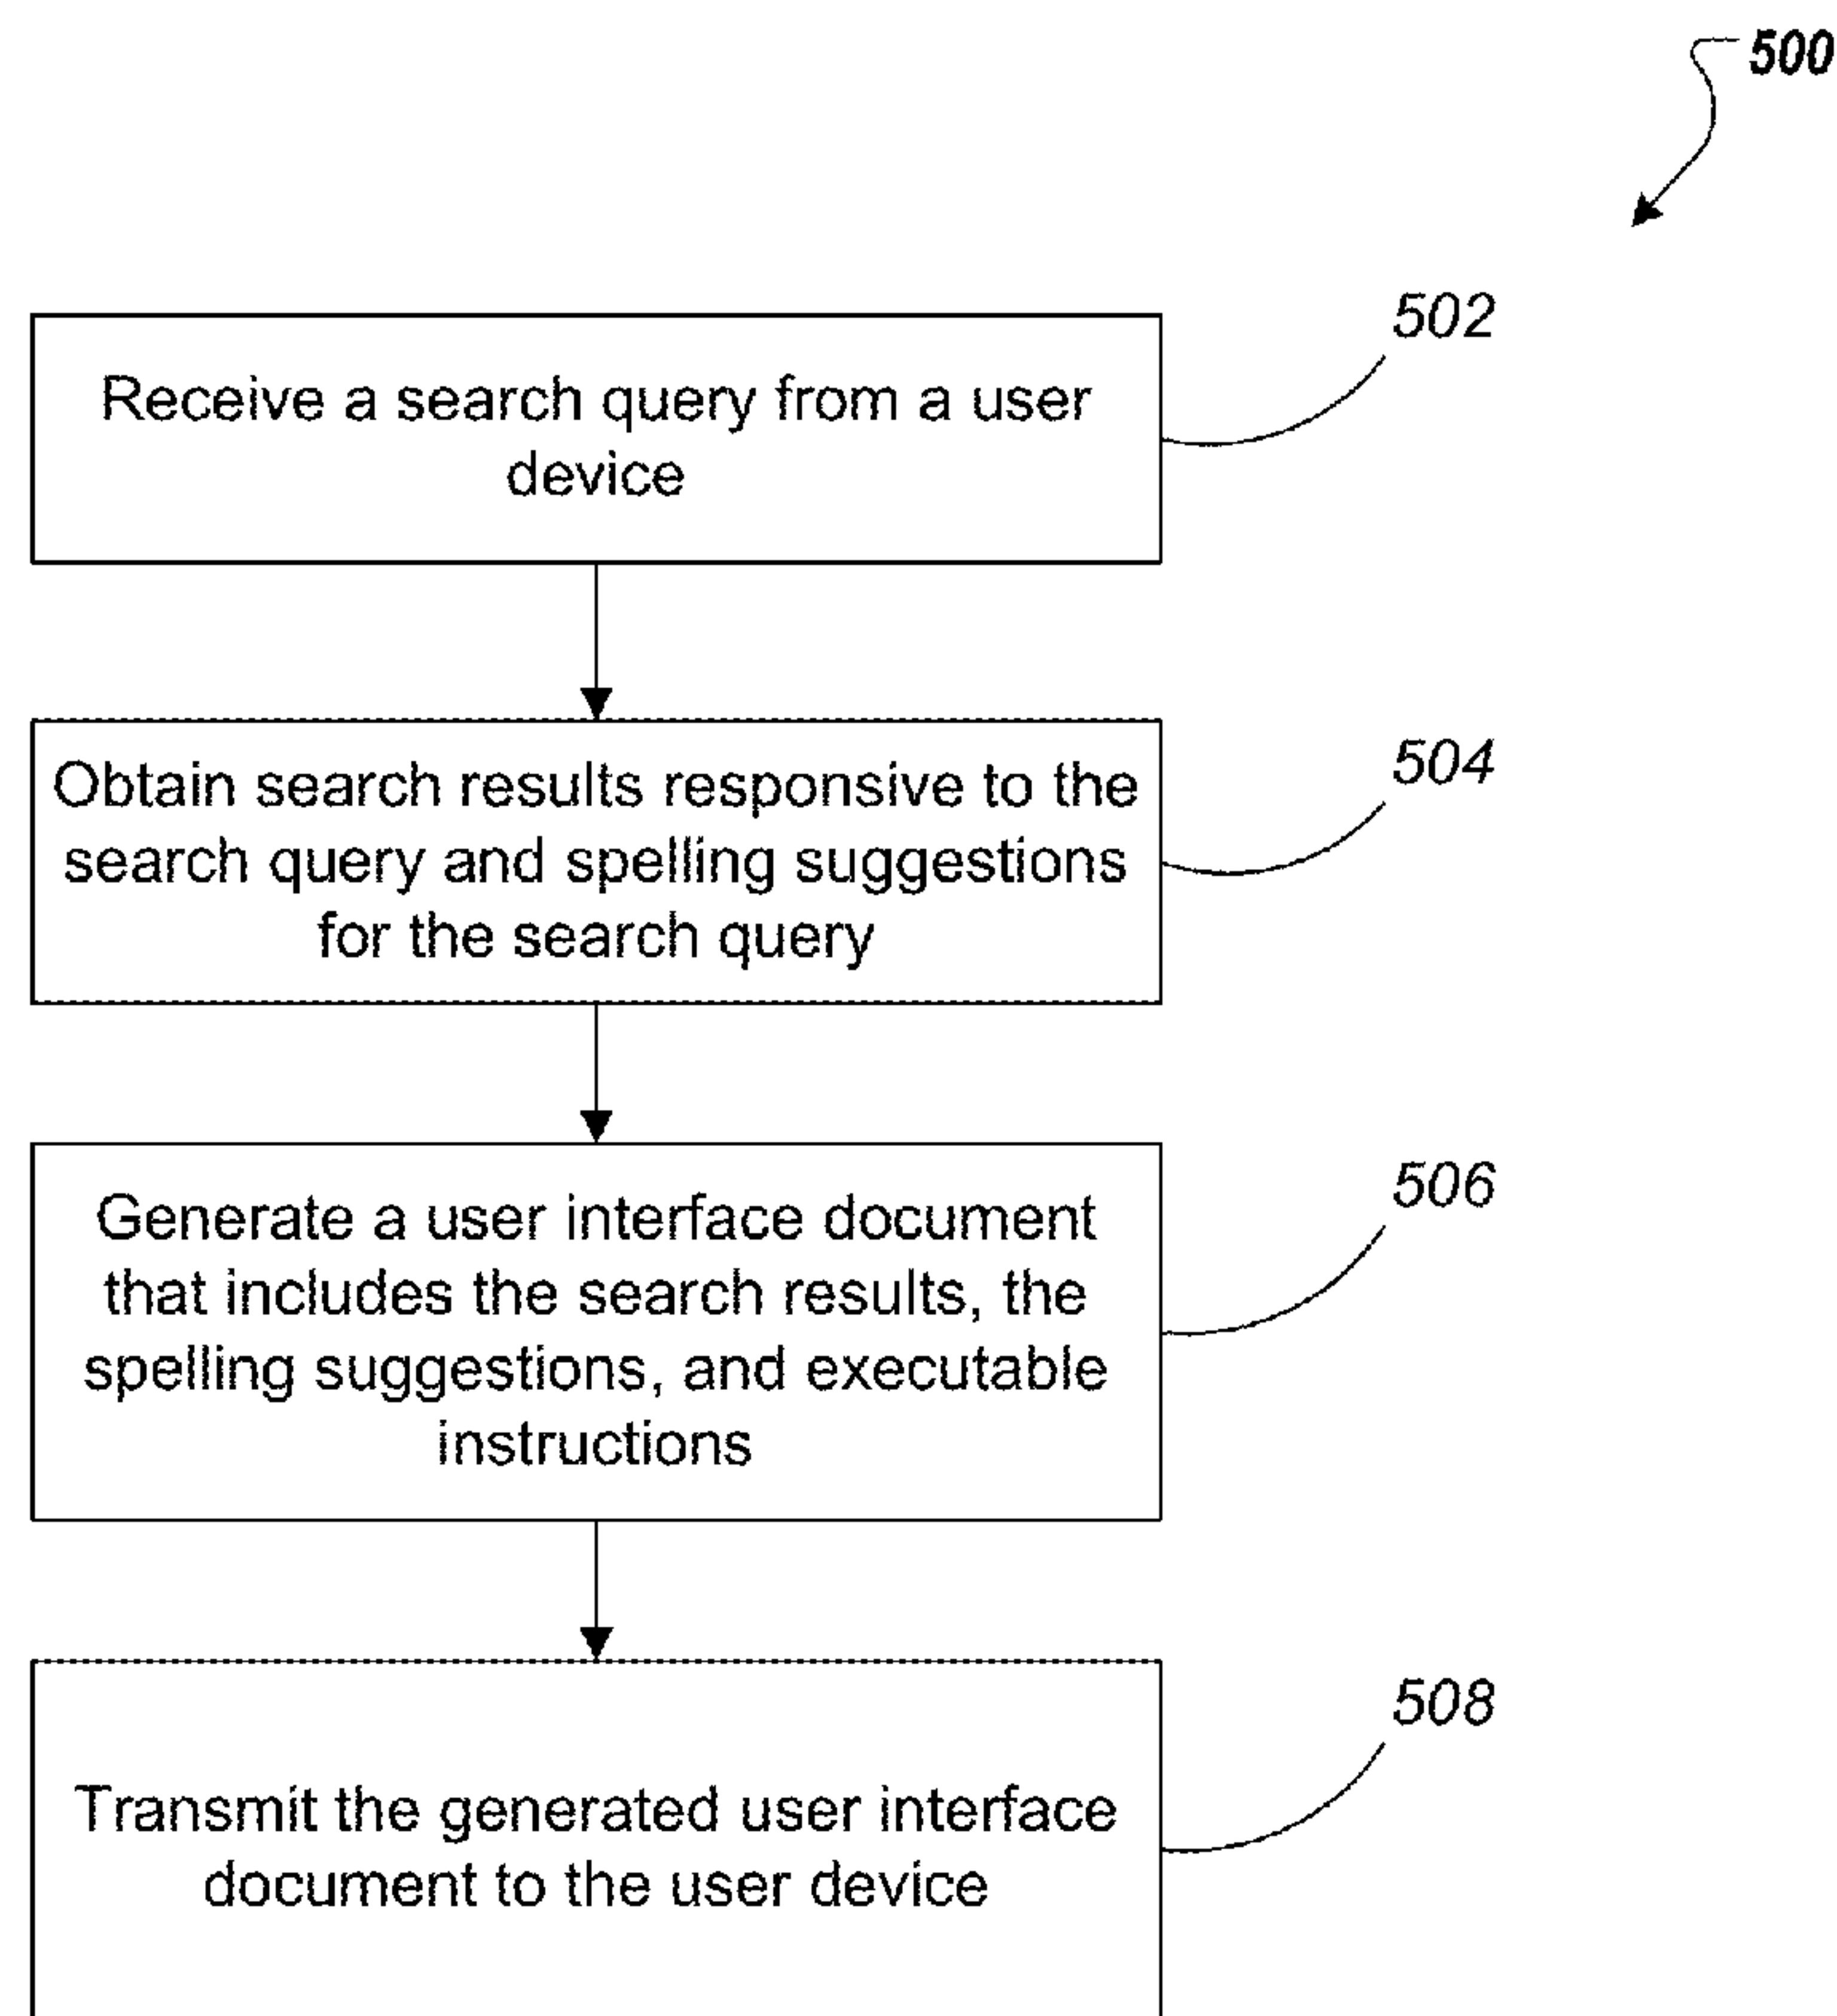 500
502
Receive a search query from a user
device
504
Obtain search results responsive to the
search query and spelling suggestions
for the search query
506
Generate a user interface document
that includes the search results, the
spelling suggestions, and executable
instructions
508
Transmit the generated user interface
document to the user device